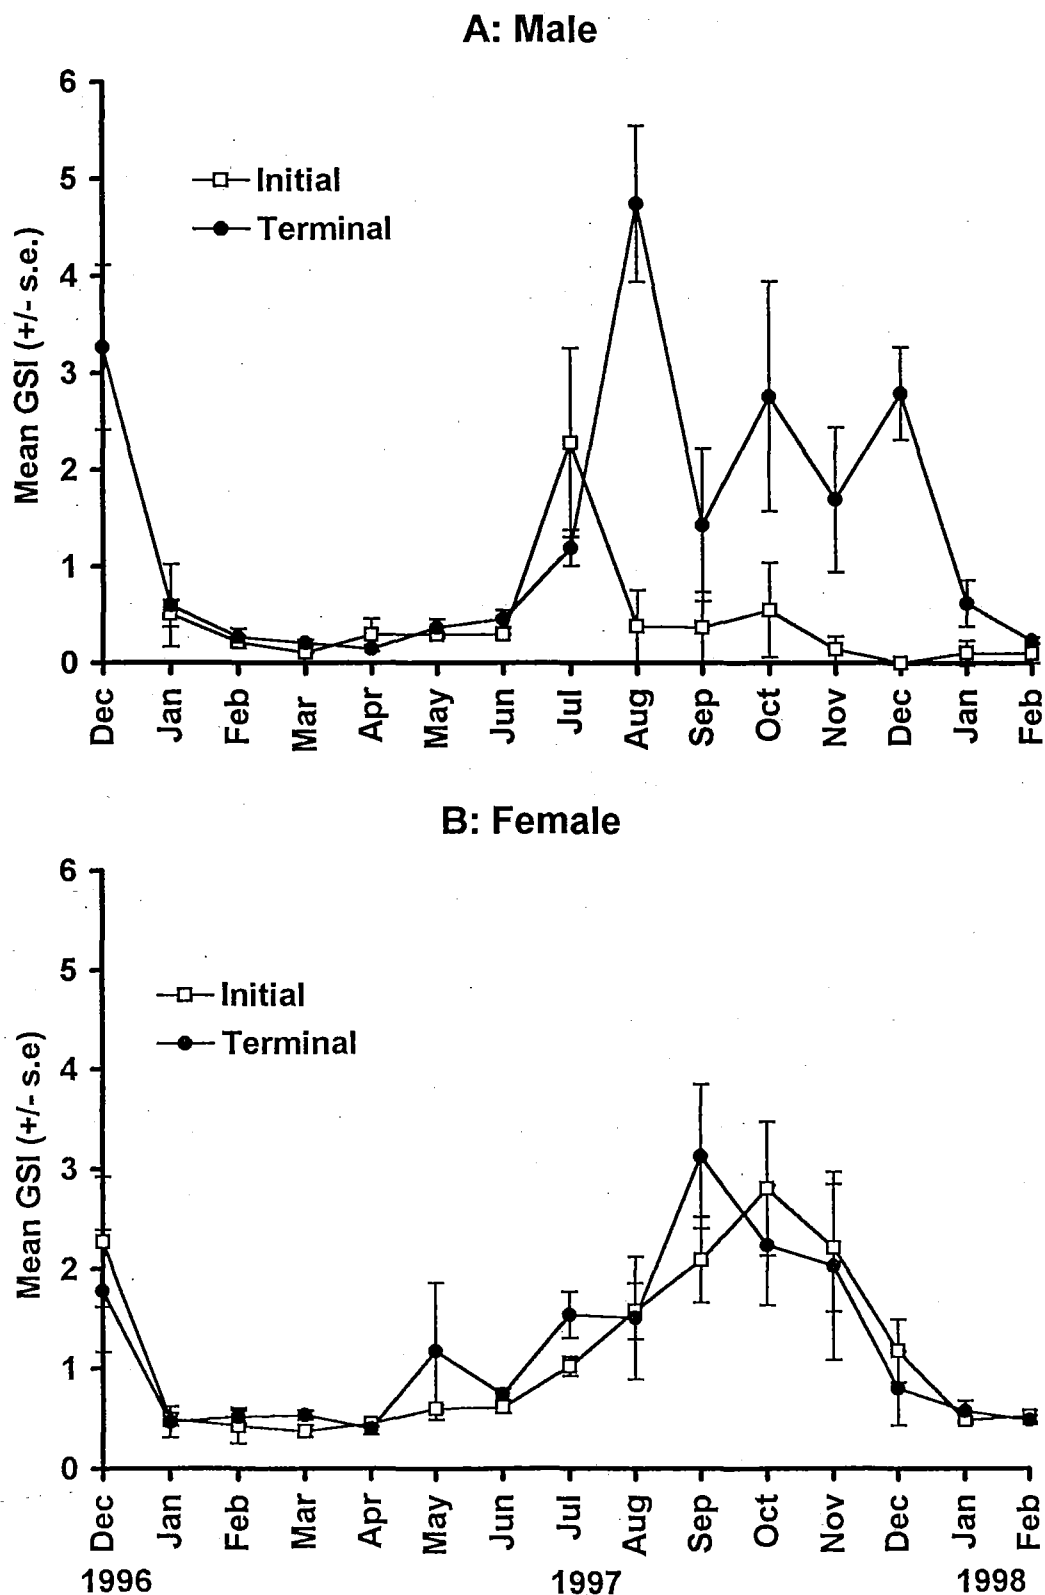 A: Male
6
5
4
3
2
1
0
Mean GSI (+/- s.e.)
Initial
Terminal
Dec Jan Feb Mar Apr May Jun Jul Aug Sep Oct Nov Dec Jan Feb
B: Female
6
5
4
3
2
1
0
Mean GSI (+/- s.e)
Initial
Terminal
Dec Jan Feb Mar Apr May Jun Jul Aug Sep Oct Nov Dec Jan Feb
1996 1997 1998